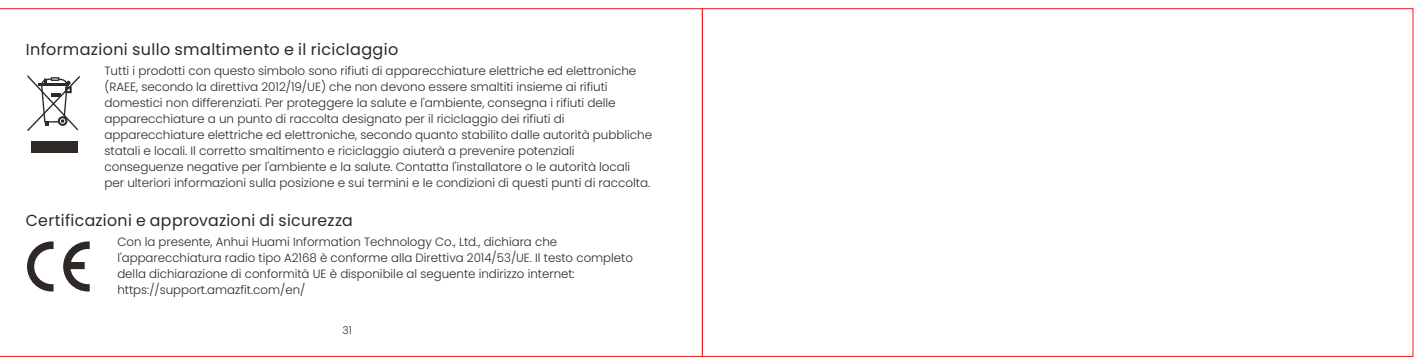 Informazioni sullo smaltimento e il riciclaggio
Tutti i prodotti con questo simbolo sono rifiuti di apparecchiature elettriche ed elettroniche
(RAEE, secondo la direttiva 2012/19/UE) che non devono essere smaltiti insieme ai rifiuti
domestici non differenziati. Per proteggere la salute e l'ambiente, consegna i rifiuti delle
apparecchiature a un punto di raccolta designato per il riciclaggio dei rifiuti di
apparecchiature elettriche ed elettroniche, secondo quanto stabilito dalle autorità pubbliche
statali e locali. Il corretto smaltimento e riciclaggio aiuterà a prevenire potenziali
conseguenze negative per l'ambiente e la salute. Contatta l'installatore o le autorità locali
per ulteriori informazioni sulla posizione e sui termini e le condizioni di questi punti di raccolta.
Certificazioni e approvazioni di sicurezza
CE
Con la presente, Anhui Huami Information Technology Co., Ltd., dichiara che
l'apparecchiatura radio tipo A2168 è conforme alla Direttiva 2014/53/UE. Il testo completo
della dichiarazione di conformità UE è disponibile al seguente indirizzo internet:
https://support.amazfit.com/en/
31